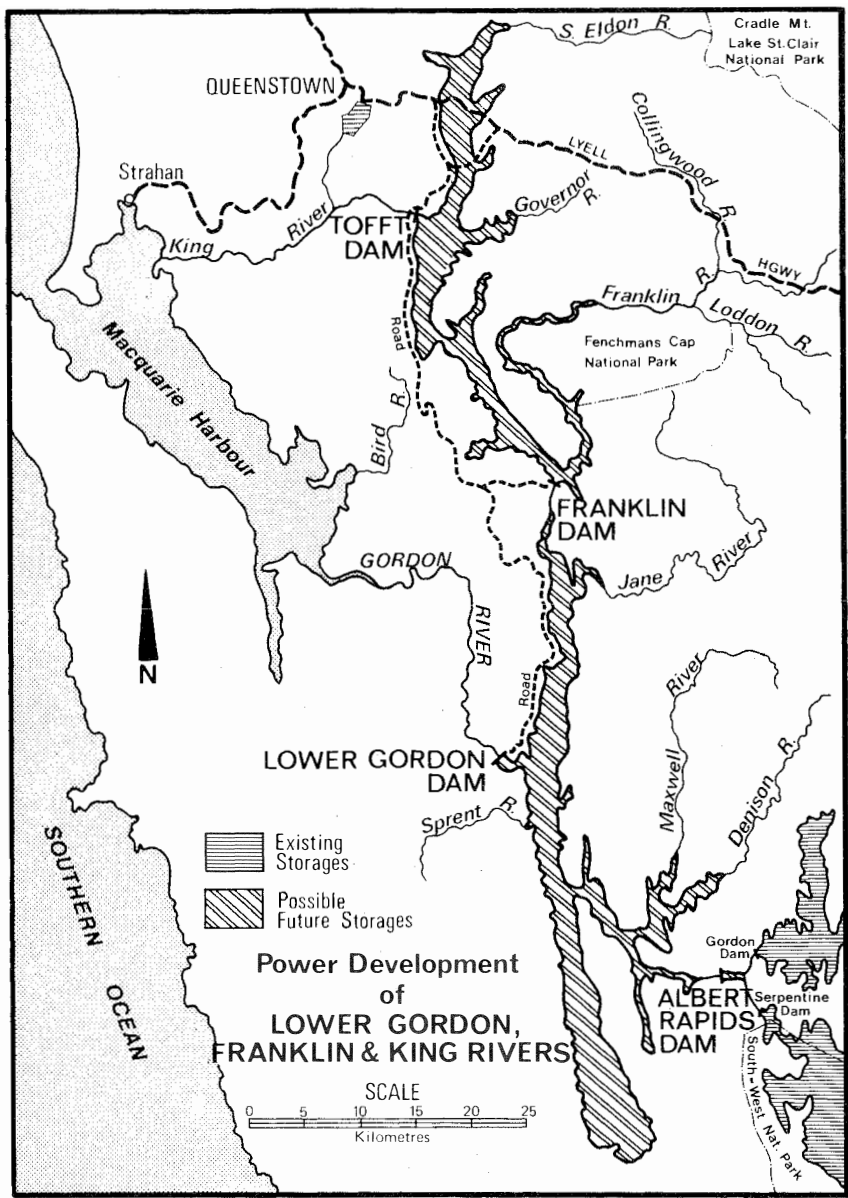 S. Eldon R.
Cradle Mt.
Lake St.Clair
National Park
QUEENSTOWN
Collingwood R.
LYELL
HGWY
Strahan
King River
TOFFT
DAM
Governor
R.
Franklin R.
Loddon R.
Fenchmans Cap
National Park
Road
Macquarie Harbour
Bird R.
FRANKLIN
DAM
GORDON
RIVER
Jane River
N
Road
River
Maxwell
Denison R.
LOWER GORDON
DAM
Sprent R.
Existing
Storages
Possible
Future Storages
SOUTHERN
OCEAN
Gordon
Dam
Serpentine
Dam
ALBERT
RAPIDS
DAM
South-West Nat. Park
Power Development
of
LOWER GORDON,
FRANKLIN & KING RIVERS
SCALE
0 5 10 15 20 25
Kilometres